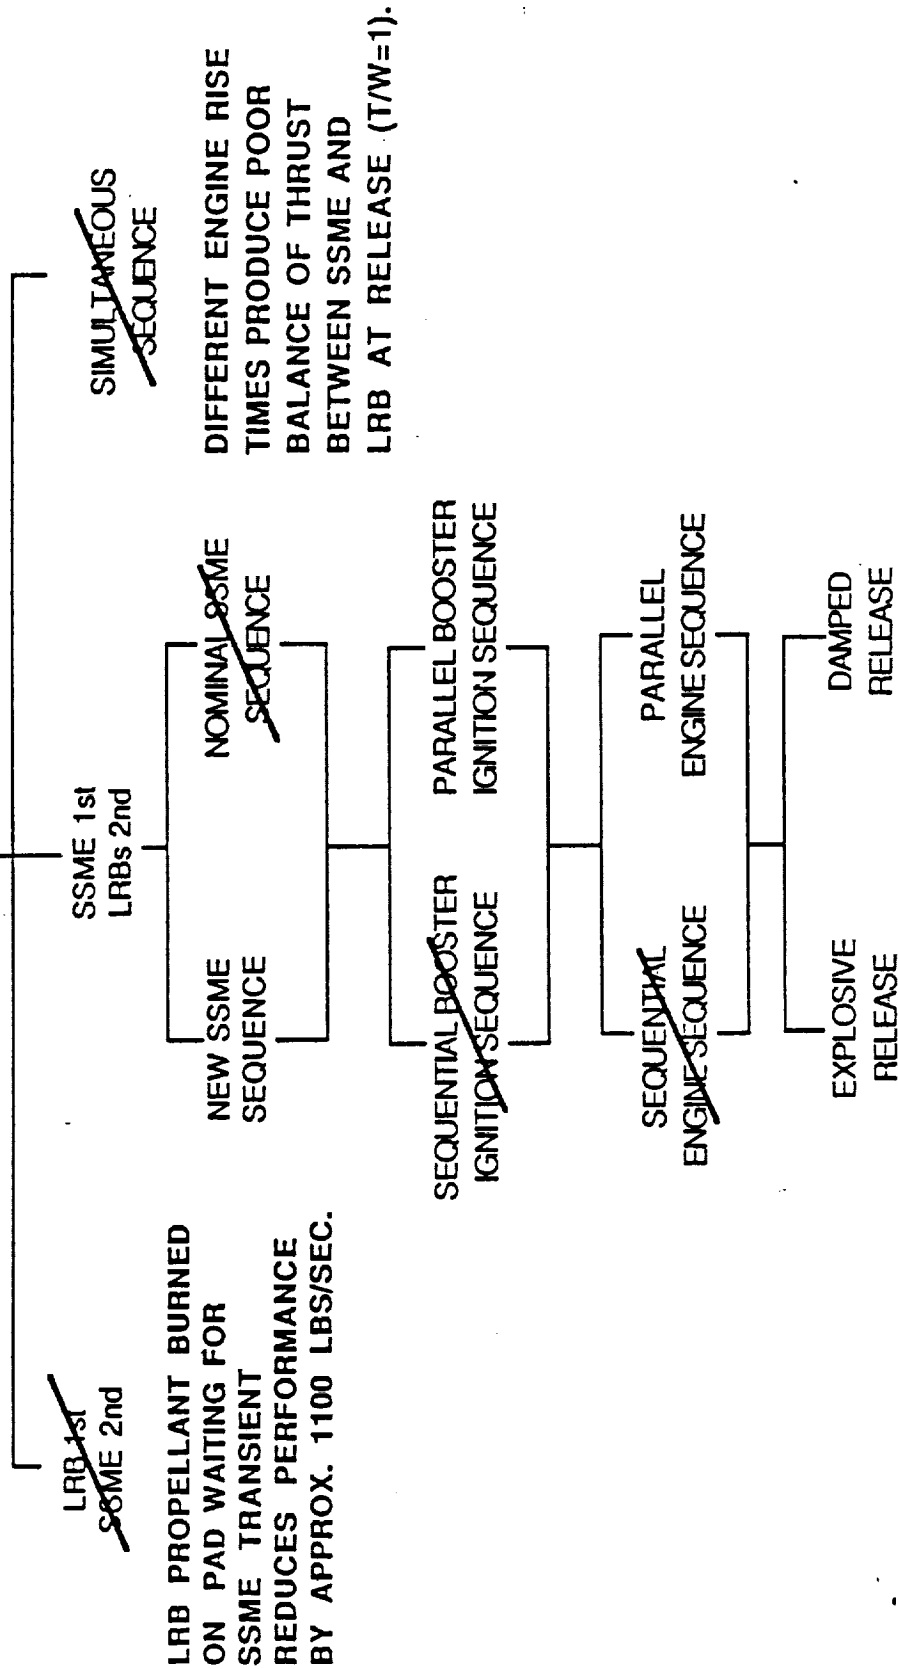 LRB 1st
SSME 2nd
LRB PROPELLANT BURNED
ON PAD WAITING FOR
SSME TRANSIENT
REDUCES PERFORMANCE
BY APPROX. 1100 LBS/SEC.
SSME 1st
LRBs 2nd
NEW SSME
SEQUENCE
NOMINAL SSME
SEQUENCE
SEQUENTIAL BOOSTER
IGNITION SEQUENCE
PARALLEL BOOSTER
IGNITION SEQUENCE
SEQUENTIAL
ENGINE SEQUENCE
PARALLEL
ENGINE SEQUENCE
EXPLOSIVE
RELEASE
DAMPED
RELEASE
SIMULTANEOUS
SEQUENCE
DIFFERENT ENGINE RISE
TIMES PRODUCE POOR
BALANCE OF THRUST
BETWEEN SSME AND
LRB AT RELEASE (T/W=1).